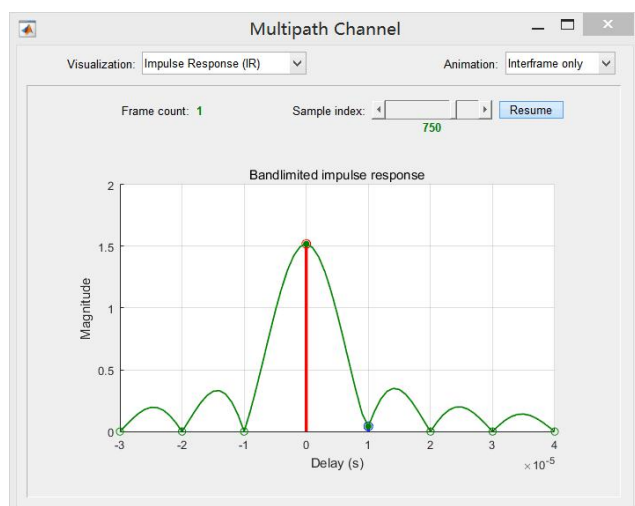 Multipath Channel
Visualization: Impulse Response (IR) Animation: Interframe only
Frame count: 1 Sample index: Resume
750
Bandlimited impulse response
2
1.5
1
0.5
0
Magnitude
-3 -2 -1 0 1 2 3 4
Delay (s) × 10⁻⁵